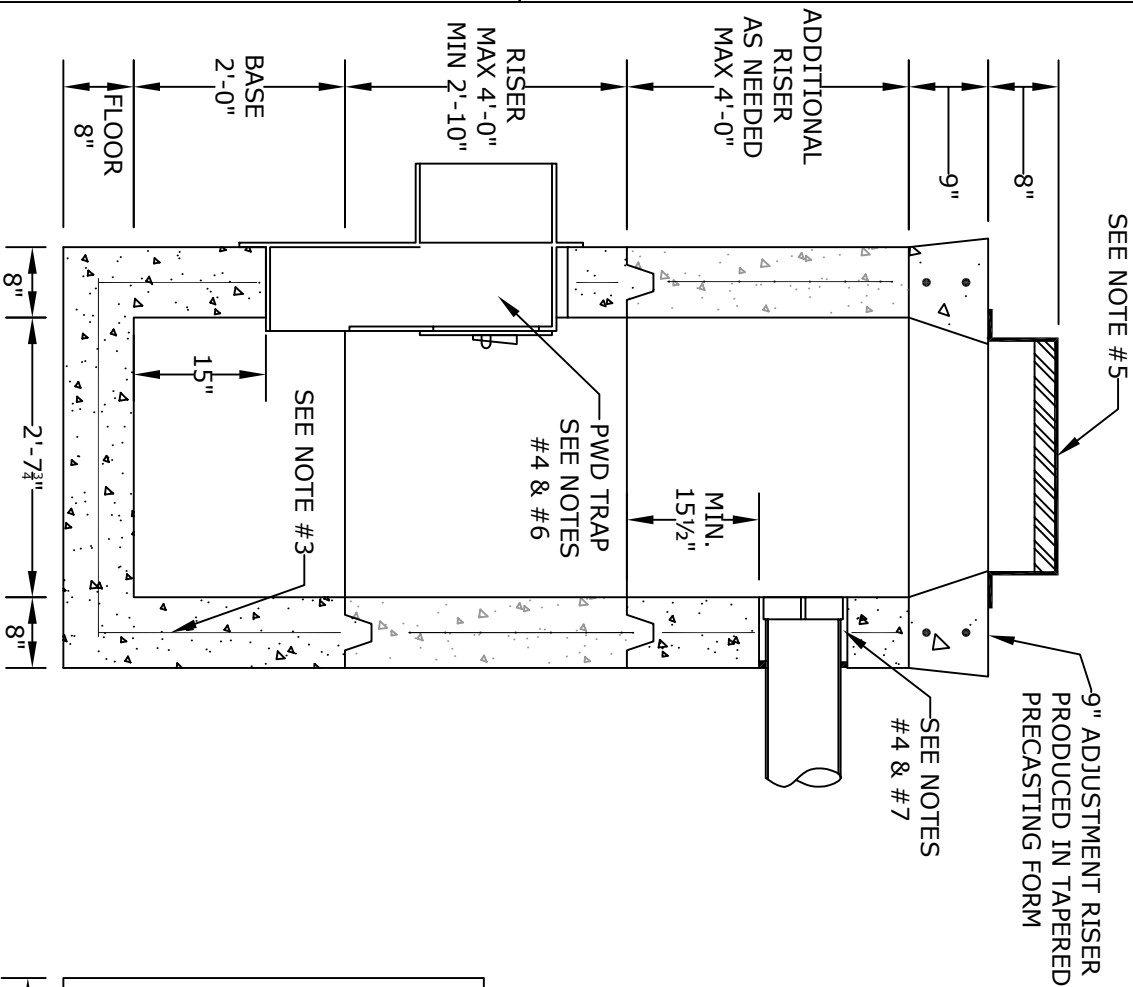 SEE NOTE #5
9" ADJUSTMENT RISER
PRODUCED IN TAPERED
PRECASTING FORM
SEE NOTES
#4 & #7
8"
9"
ADDITIONAL
RISER
AS NEEDED
MAX 4'-0"
RISER
MAX 4'-0"
MIN 2'-10"
BASE
2'-0"
FLOOR
8"
MIN.
15½"
PWD TRAP
SEE NOTES
#4 & #6
SEE NOTE #3
15"
8"
2'-7¾"
8"